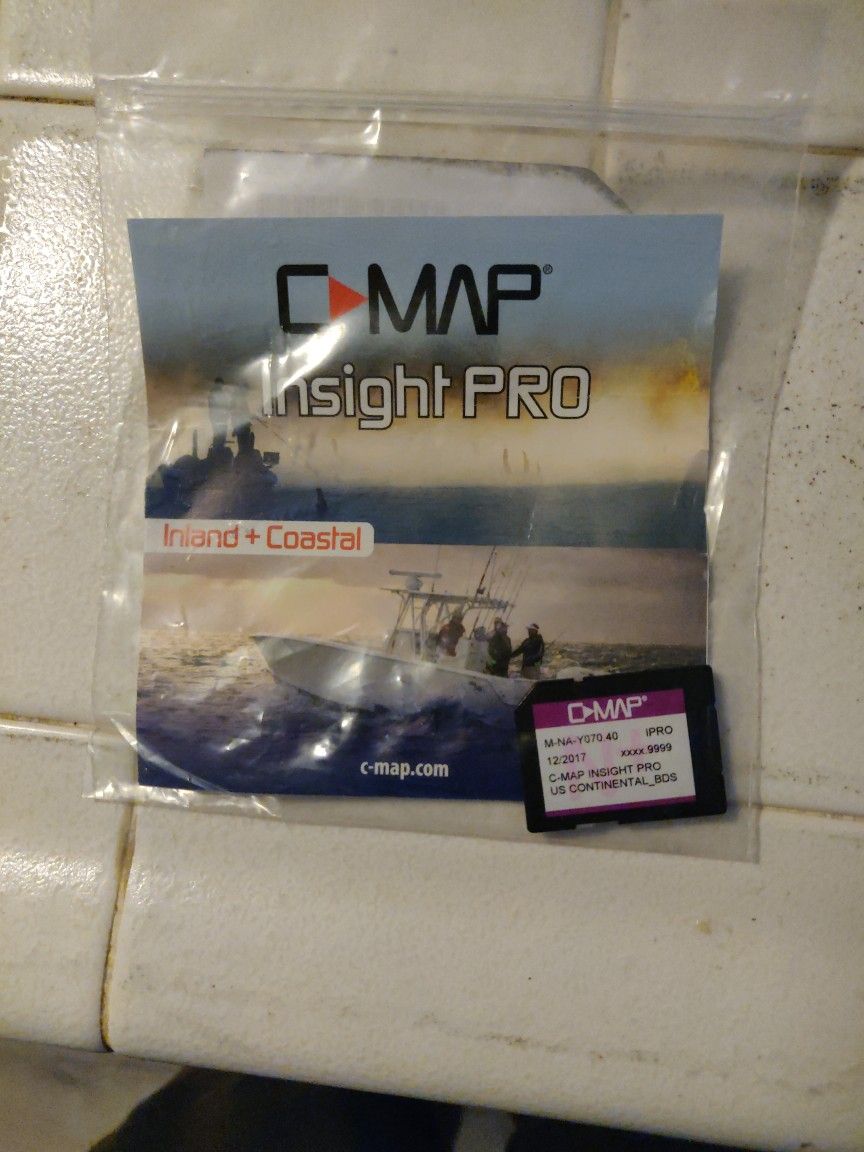 C-MAP®
Insight PRO
Inland + Coastal
c-map.com
C-MAP®
M-NA-Y070.40 IPRO
12/2017 xxxx.9999
C-MAP INSIGHT PRO
US CONTINENTAL_BDS